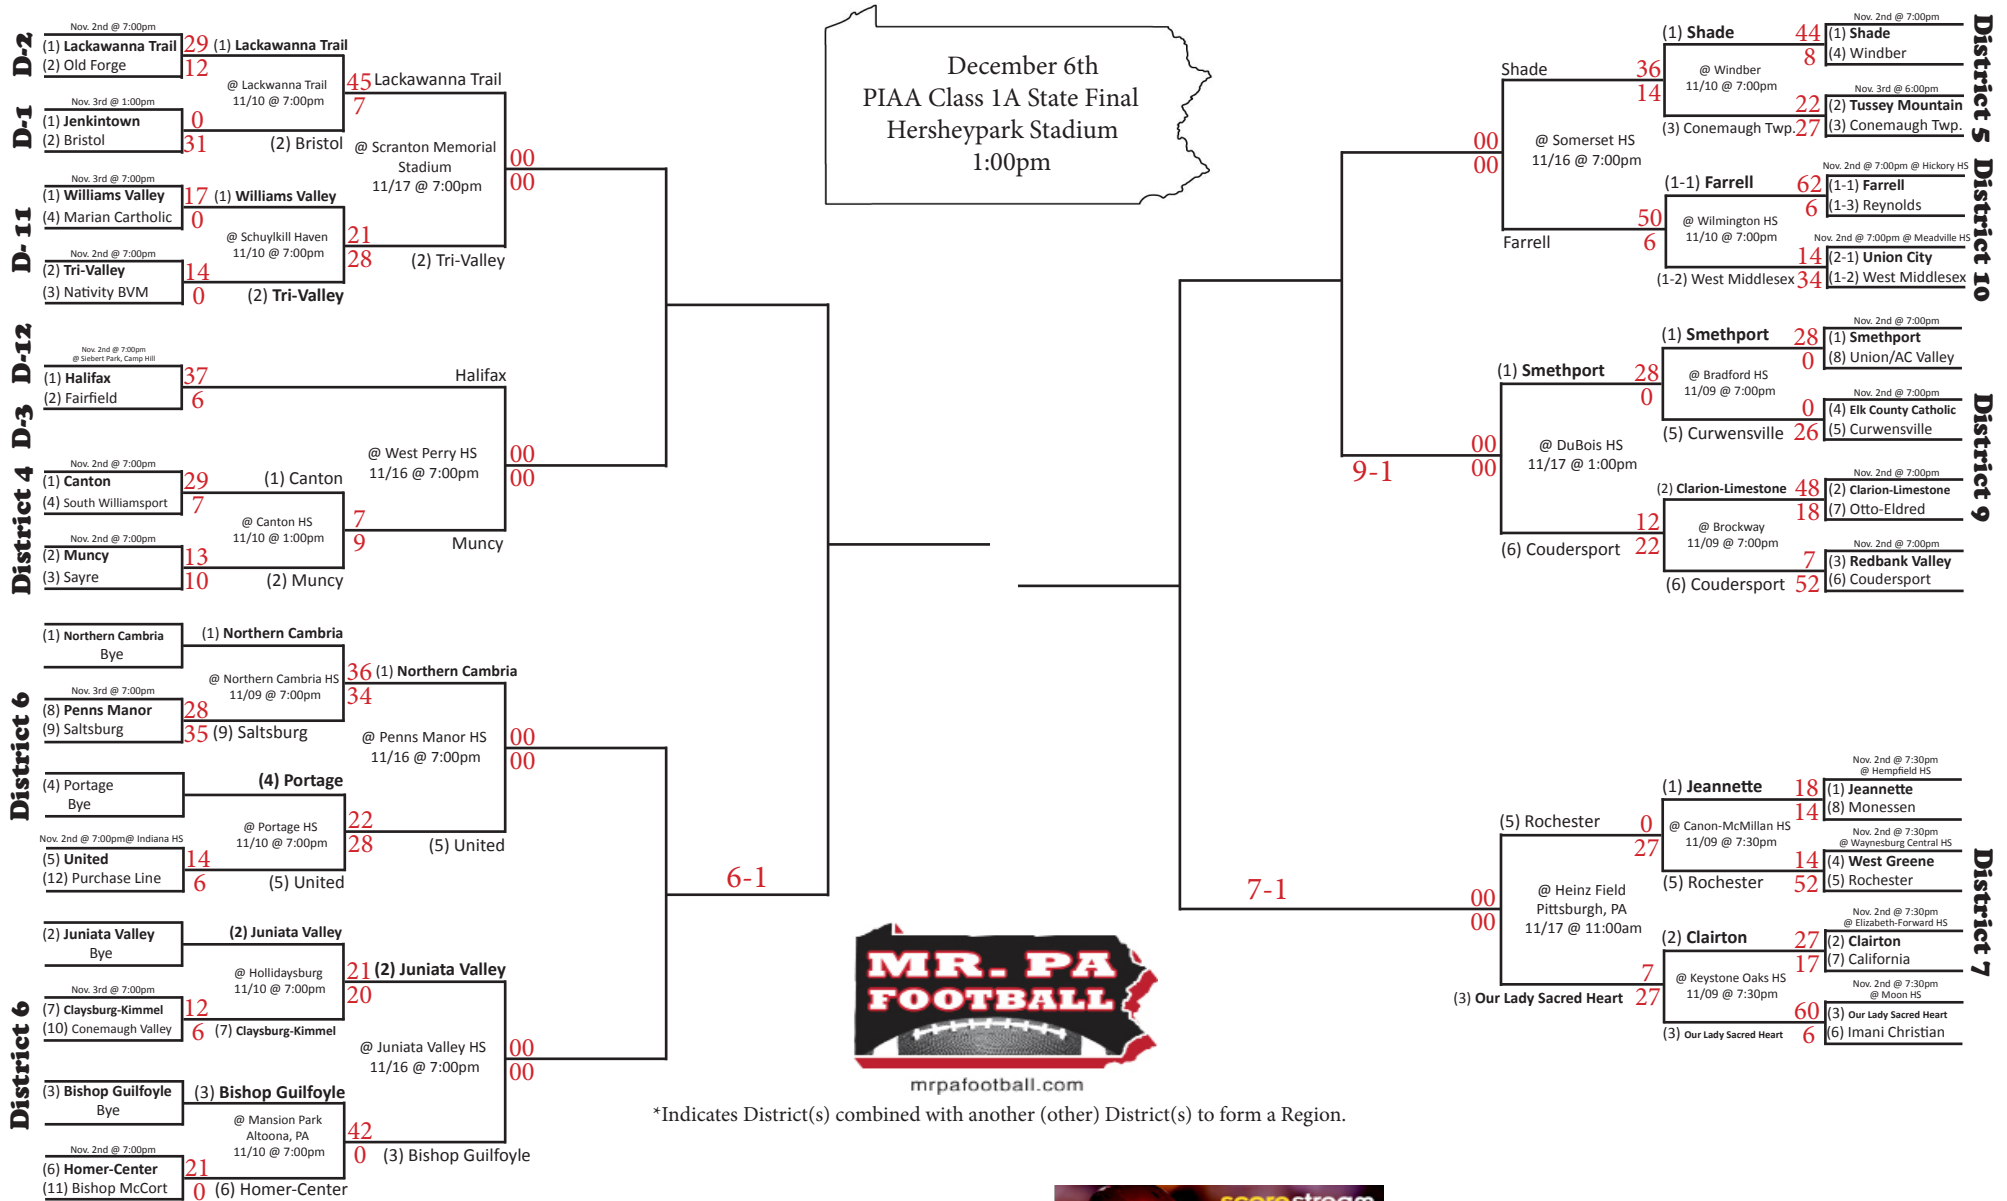 D-2
Nov. 2nd @ 7:00pm
(1) Lackawanna Trail 29
(2) Old Forge 12
D-1
Nov. 3rd @ 1:00pm
(1) Jenkintown 0
(2) Bristol 31
D- 11
Nov. 3rd @ 7:00pm
(1) Williams Valley 17
(4) Marian Cartholic 0
Nov. 2nd @ 7:00pm
(2) Tri-Valley 14
(3) Nativity BVM 0
D-12
D-3
Nov. 2nd @ 7:00pm
@ Siebert Park, Camp Hill
(1) Halifax 37
(2) Fairfield 6
District 4
Nov. 2nd @ 7:00pm
(1) Canton 29
(4) South Williamsport 7
Nov. 2nd @ 7:00pm
(2) Muncy 13
(3) Sayre 10
District 6
(1) Northern Cambria
Bye
Nov. 3rd @ 7:00pm
(8) Penns Manor 28
(9) Saltsburg 35
(4) Portage
Bye
Nov. 2nd @ 7:00pm@ Indiana HS
(5) United 14
(12) Purchase Line 6
District 6
(2) Juniata Valley
Bye
Nov. 3rd @ 7:00pm
(7) Claysburg-Kimmel 12
(10) Conemaugh Valley 6
(3) Bishop Guilfoyle
Bye
Nov. 2nd @ 7:00pm
(6) Homer-Center 21
(11) Bishop McCort 0
(1) Lackawanna Trail
@ Lackwanna Trail
11/10 @ 7:00pm
45
7
(2) Bristol
(1) Williams Valley
@ Schuylkill Haven
11/10 @ 7:00pm
21
28
(2) Tri-Valley
(1) Canton
@ Canton HS
11/10 @ 1:00pm
7
9
(2) Muncy
(1) Northern Cambria
@ Northern Cambria HS
11/09 @ 7:00pm
36
34
(9) Saltsburg
(4) Portage
@ Portage HS
11/10 @ 7:00pm
22
28
(5) United
(2) Juniata Valley
@ Hollidaysburg
11/10 @ 7:00pm
21
20
(7) Claysburg-Kimmel
(3) Bishop Guilfoyle
@ Mansion Park
Altoona, PA
11/10 @ 7:00pm
42
0
(6) Homer-Center
Lackawanna Trail
@ Scranton Memorial
Stadium
11/17 @ 7:00pm
00
00
(2) Tri-Valley
Halifax
@ West Perry HS
11/16 @ 7:00pm
00
00
Muncy
(1) Northern Cambria
@ Penns Manor HS
11/16 @ 7:00pm
00
00
(5) United
(2) Juniata Valley
@ Juniata Valley HS
11/16 @ 7:00pm
00
00
(3) Bishop Guilfoyle
6-1
December 6th
PIAA Class 1A State Final
Hersheypark Stadium
1:00pm
MR. PA
FOOTBALL
mrpafootball.com
*Indicates District(s) combined with another (other) District(s) to form a Region.
scorestream
9-1
7-1
Shade
00
00
@ Somerset HS
11/16 @ 7:00pm
Farrell
(1) Smethport
00
00
@ DuBois HS
11/17 @ 1:00pm
(6) Coudersport
(5) Rochester
00
00
@ Heinz Field
Pittsburgh, PA
11/17 @ 11:00am
(3) Our Lady Sacred Heart
(1) Shade
36
14
@ Windber
11/10 @ 7:00pm
(3) Conemaugh Twp.
(1-1) Farrell
50
6
@ Wilmington HS
11/10 @ 7:00pm
(1-2) West Middlesex
(1) Smethport
28
0
@ Bradford HS
11/09 @ 7:00pm
(5) Curwensville
(2) Clarion-Limestone
12
22
@ Brockway
11/09 @ 7:00pm
(6) Coudersport
(1) Jeannette
0
27
@ Canon-McMillan HS
11/09 @ 7:30pm
(5) Rochester
(2) Clairton
7
27
@ Keystone Oaks HS
11/09 @ 7:30pm
(3) Our Lady Sacred Heart
District 5
Nov. 2nd @ 7:00pm
44 (1) Shade
8 (4) Windber
Nov. 3rd @ 6:00pm
22 (2) Tussey Mountain
27 (3) Conemaugh Twp.
District 10
Nov. 2nd @ 7:00pm @ Hickory HS
62 (1-1) Farrell
6 (1-3) Reynolds
Nov. 2nd @ 7:00pm @ Meadville HS
14 (2-1) Union City
34 (1-2) West Middlesex
District 9
Nov. 2nd @ 7:00pm
28 (1) Smethport
0 (8) Union/AC Valley
Nov. 2nd @ 7:00pm
0 (4) Elk County Catholic
26 (5) Curwensville
Nov. 2nd @ 7:00pm
48 (2) Clarion-Limestone
18 (7) Otto-Eldred
Nov. 2nd @ 7:00pm
7 (3) Redbank Valley
52 (6) Coudersport
District 7
Nov. 2nd @ 7:30pm
@ Hempfield HS
18 (1) Jeannette
14 (8) Monessen
Nov. 2nd @ 7:30pm
@ Waynesburg Central HS
14 (4) West Greene
52 (5) Rochester
Nov. 2nd @ 7:30pm
@ Elizabeth-Forward HS
27 (2) Clairton
17 (7) California
Nov. 2nd @ 7:30pm
@ Moon HS
60 (3) Our Lady Sacred Heart
6 (6) Imani Christian